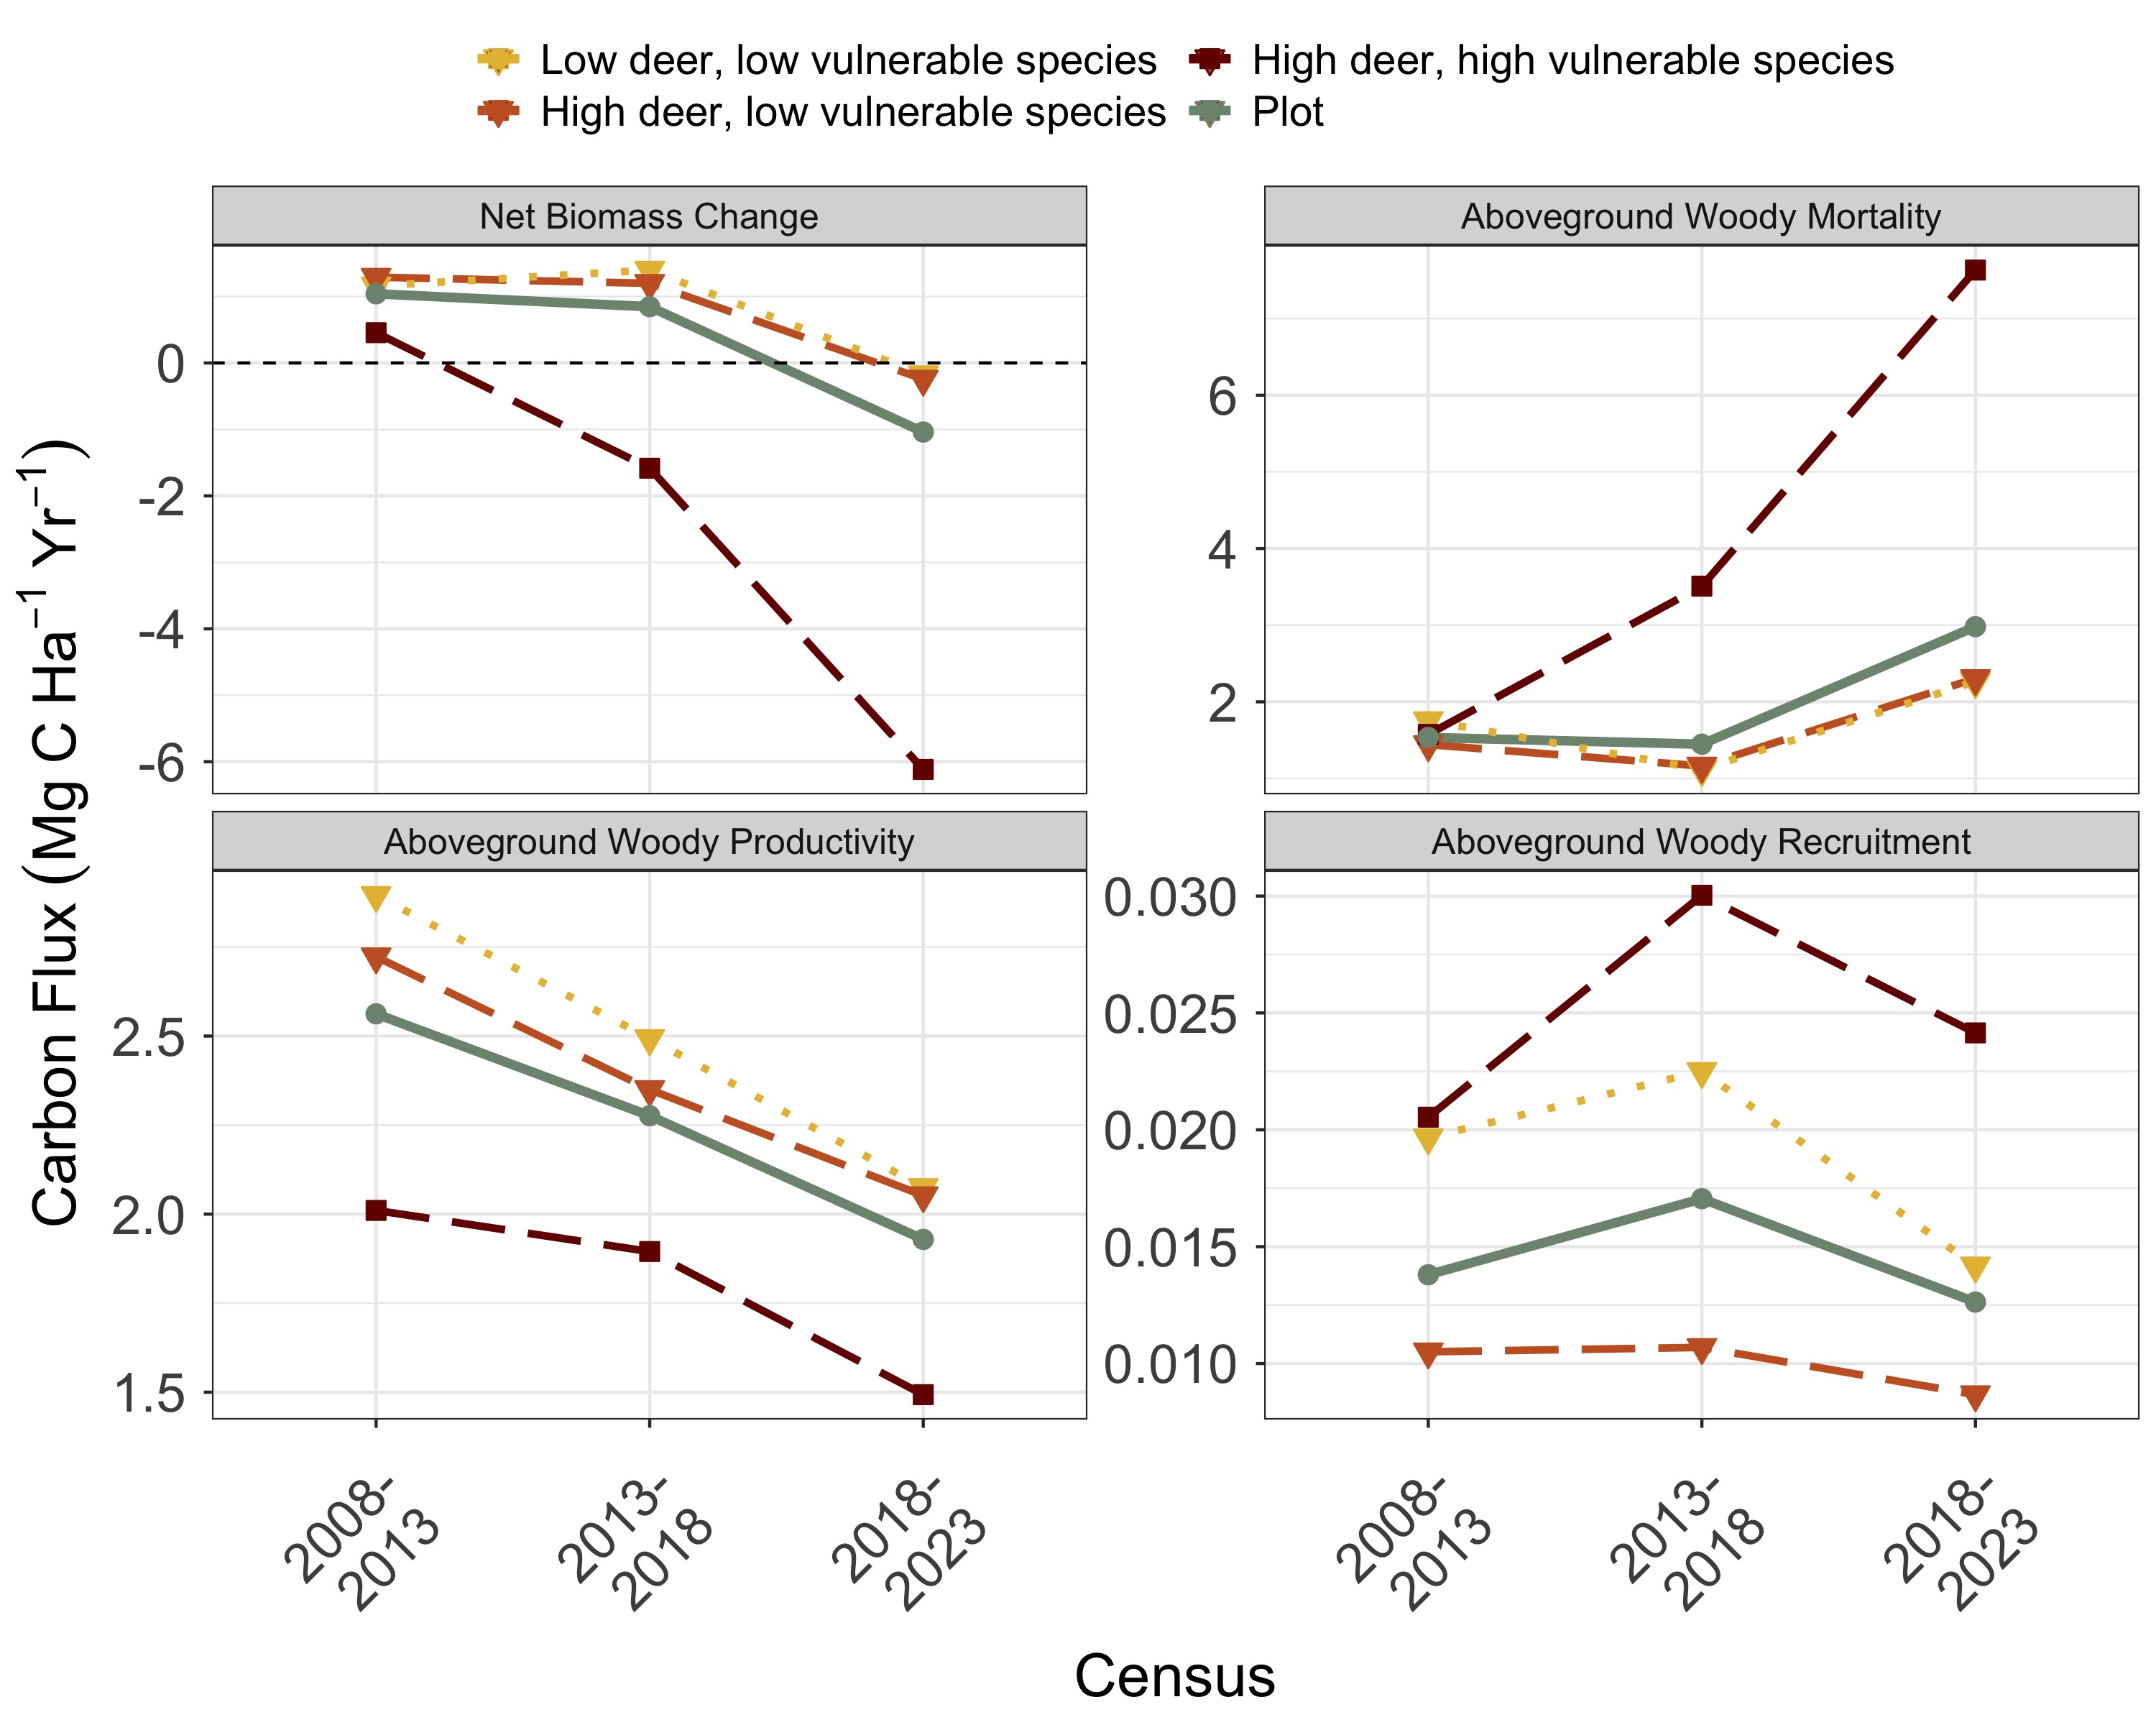 Low deer, low vulnerable species
High deer, high vulnerable species
High deer, low vulnerable species
Plot
Carbon Flux (Mg C Ha⁻¹ Yr⁻¹)
Net Biomass Change
0
-2
-4
-6
Aboveground Woody Mortality
6
4
2
Aboveground Woody Productivity
2.5
2.0
1.5
Aboveground Woody Recruitment
0.030
0.025
0.020
0.015
0.010
2008-
2013
2013-
2018
2018-
2023
2008-
2013
2013-
2018
2018-
2023
Census